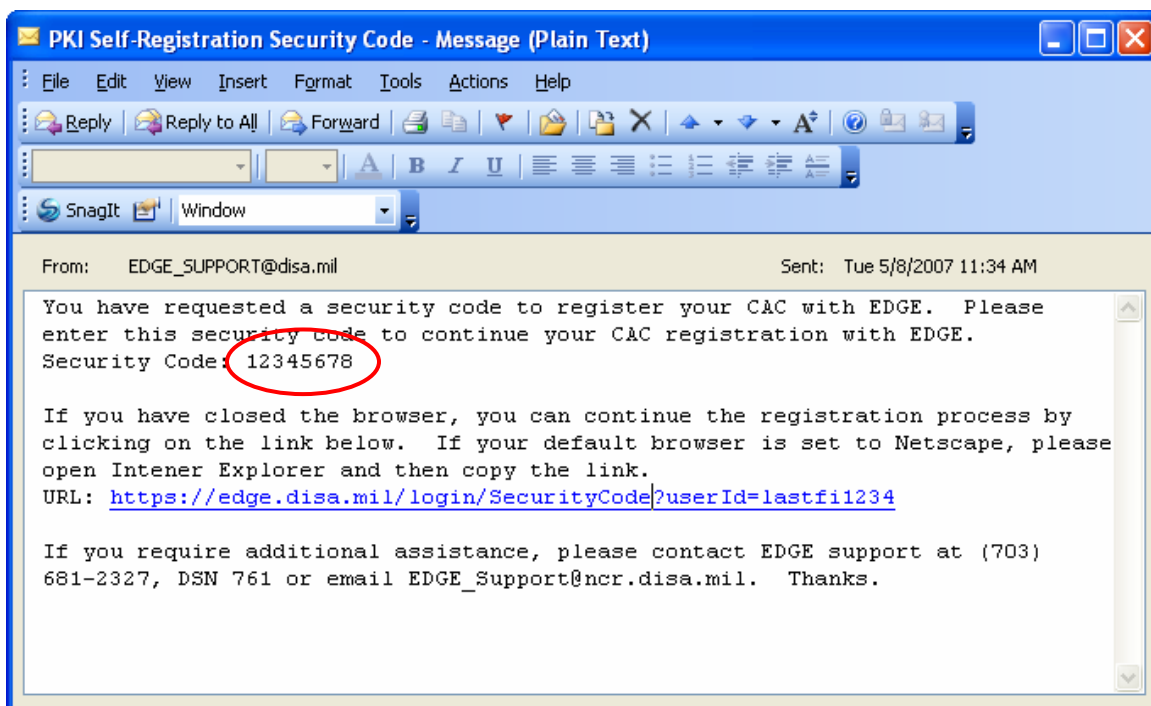 PKI Self-Registration Security Code - Message (Plain Text)
File Edit View Insert Format Tools Actions Help
Reply Reply to All Forward
A B I U
SnagIt Window
From: EDGE_SUPPORT@disa.mil Sent: Tue 5/8/2007 11:34 AM
You have requested a security code to register your CAC with EDGE. Please
enter this security code to continue your CAC registration with EDGE.
Security Code: 12345678
If you have closed the browser, you can continue the registration process by
clicking on the link below. If your default browser is set to Netscape, please
open Intener Explorer and then copy the link.
URL: https://edge.disa.mil/login/SecurityCode?userId=lastfi1234
If you require additional assistance, please contact EDGE support at (703)
681-2327, DSN 761 or email EDGE_Support@ncr.disa.mil. Thanks.